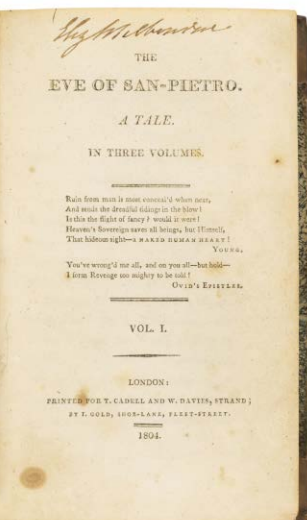 THE
EVE OF SAN-PIETRO.
A TALE.
IN THREE VOLUMES.
Ruin from man is most conceal'd when near,
And sends the dreadful tidings in the blow!
Is this the flight of fancy? would it were!
Heaven's Sovereign saves all beings, but Himself,
That hideous sight—a NAKED HUMAN HEART!
YOUNG.
You've wrong'd me all, and on you all—but hold—
I form Revenge too mighty to be told!
OVID'S EPISTLES.
VOL. I.
LONDON:
PRINTED FOR T. CADELL AND W. DAVIES, STRAND;
BY I. GOLD, SHOE-LANE, FLEET-STREET.
1804.